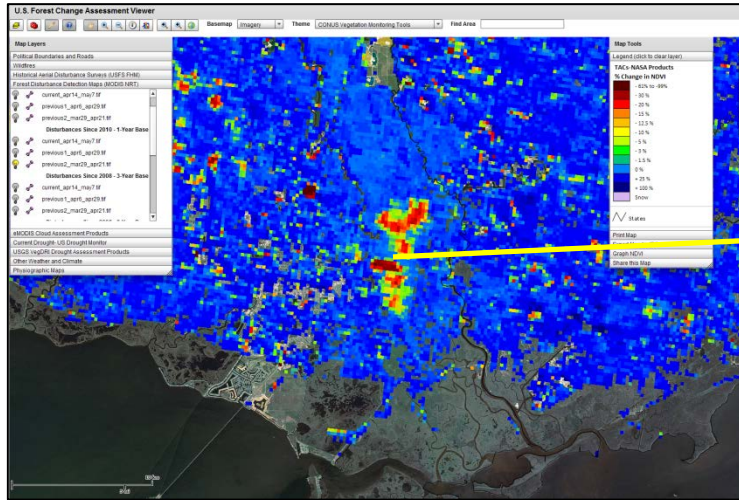 U.S. Forest Change Assessment Viewer
Basemap Imagery Theme CONUS Vegetation Monitoring Tools Find Area
Map Layers
Political Boundaries and Roads
Wildfires
Historical Aerial Disturbance Surveys (USFS FHM)
Forest Disturbance Detection Maps (MODIS NRT)
current_apr14_may7.tif
previous1_apr6_apr29.tif
previous2_mar29_apr21.tif
Disturbances Since 2010 - 1-Year Base
current_apr14_may7.tif
previous1_apr6_apr29.tif
previous2_mar29_apr21.tif
Disturbances Since 2008 - 3-Year Base
current_apr14_may7.tif
previous1_apr6_apr29.tif
previous2_mar29_apr21.tif
eMODIS Cloud Assessment Products
Current Drought- US Drought Monitor
USGS VegDRI Drought Assessment Products
Other Weather and Climate
Physiographic Maps
Map Tools
Legend (click to clear layer)
TACs-NASA Products
% Change in NDVI
- 61% to -99%
- 30 %
- 20 %
- 15 %
- 12.5 %
- 10 %
- 5 %
- 3 %
- 1.5 %
0 %
+ 25 %
+ 100 %
Snow
States
Print Map
Graph NDVI
Share this Map